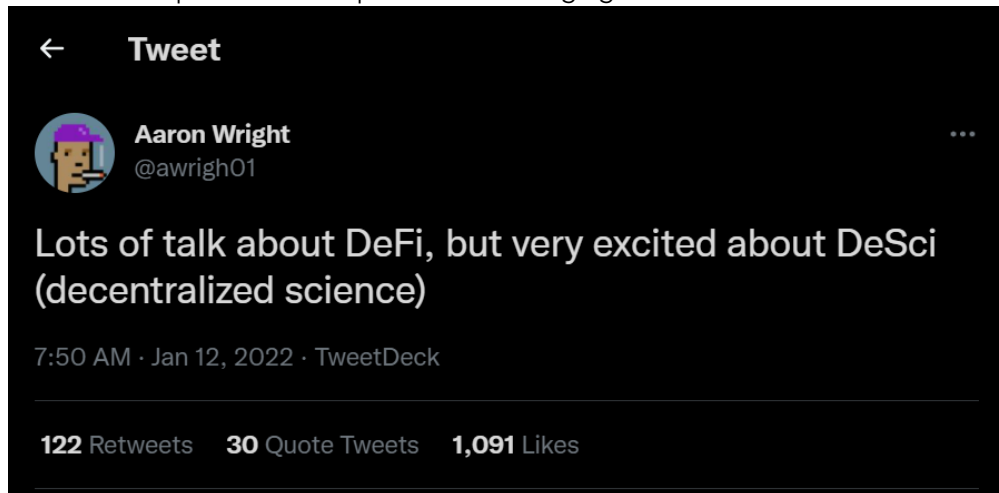 Tweet
Aaron Wright
@awrigh01
Lots of talk about DeFi, but very excited about DeSci
(decentralized science)
7:50 AM · Jan 12, 2022 · TweetDeck
122 Retweets 30 Quote Tweets 1,091 Likes